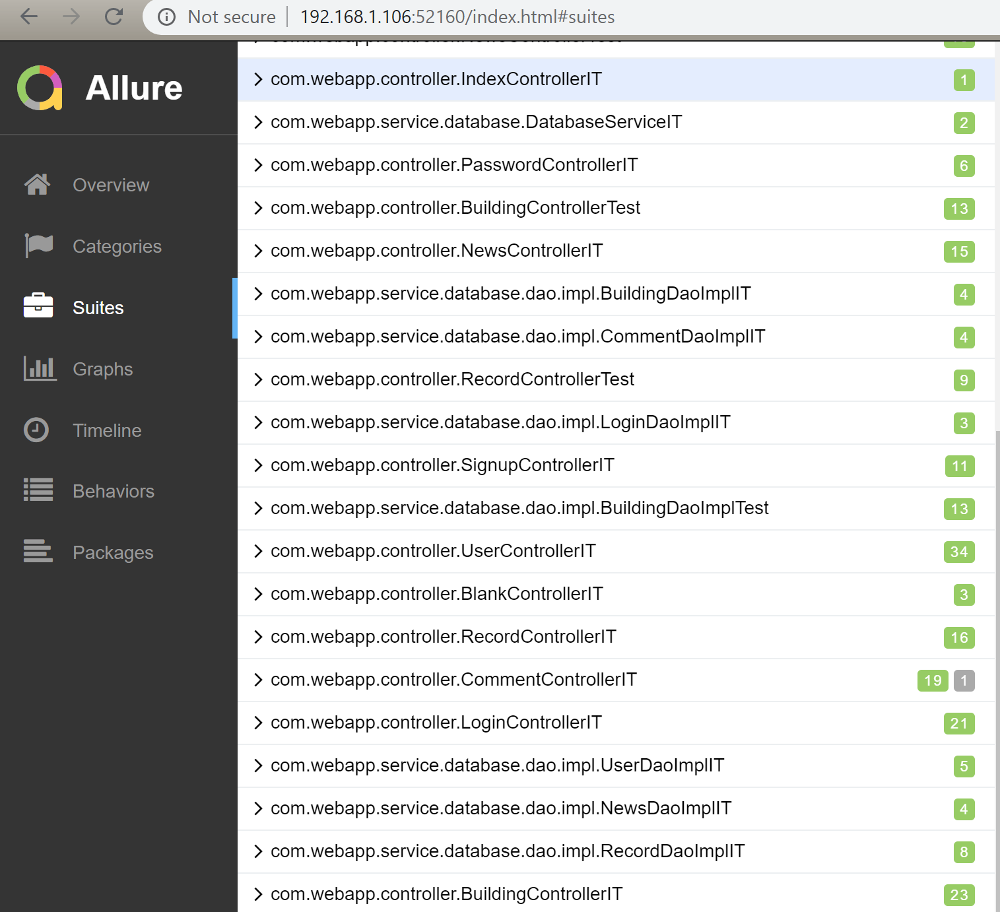 Not secure 192.168.1.106:52160/index.html#suites
Allure
Overview
Categories
Suites
Graphs
Timeline
Behaviors
Packages
com.webapp.controller.IndexControllerIT 1
com.webapp.service.database.DatabaseServiceIT 2
com.webapp.controller.PasswordControllerIT 6
com.webapp.controller.BuildingControllerTest 13
com.webapp.controller.NewsControllerIT 15
com.webapp.service.database.dao.impl.BuildingDaoImplIT 4
com.webapp.service.database.dao.impl.CommentDaoImplIT 4
com.webapp.controller.RecordControllerTest 9
com.webapp.service.database.dao.impl.LoginDaoImplIT 3
com.webapp.controller.SignupControllerIT 11
com.webapp.service.database.dao.impl.BuildingDaoImplTest 13
com.webapp.controller.UserControllerIT 34
com.webapp.controller.BlankControllerIT 3
com.webapp.controller.RecordControllerIT 16
com.webapp.controller.CommentControllerIT 19 1
com.webapp.controller.LoginControllerIT 21
com.webapp.service.database.dao.impl.UserDaoImplIT 5
com.webapp.service.database.dao.impl.NewsDaoImplIT 4
com.webapp.service.database.dao.impl.RecordDaoImplIT 8
com.webapp.controller.BuildingControllerIT 23